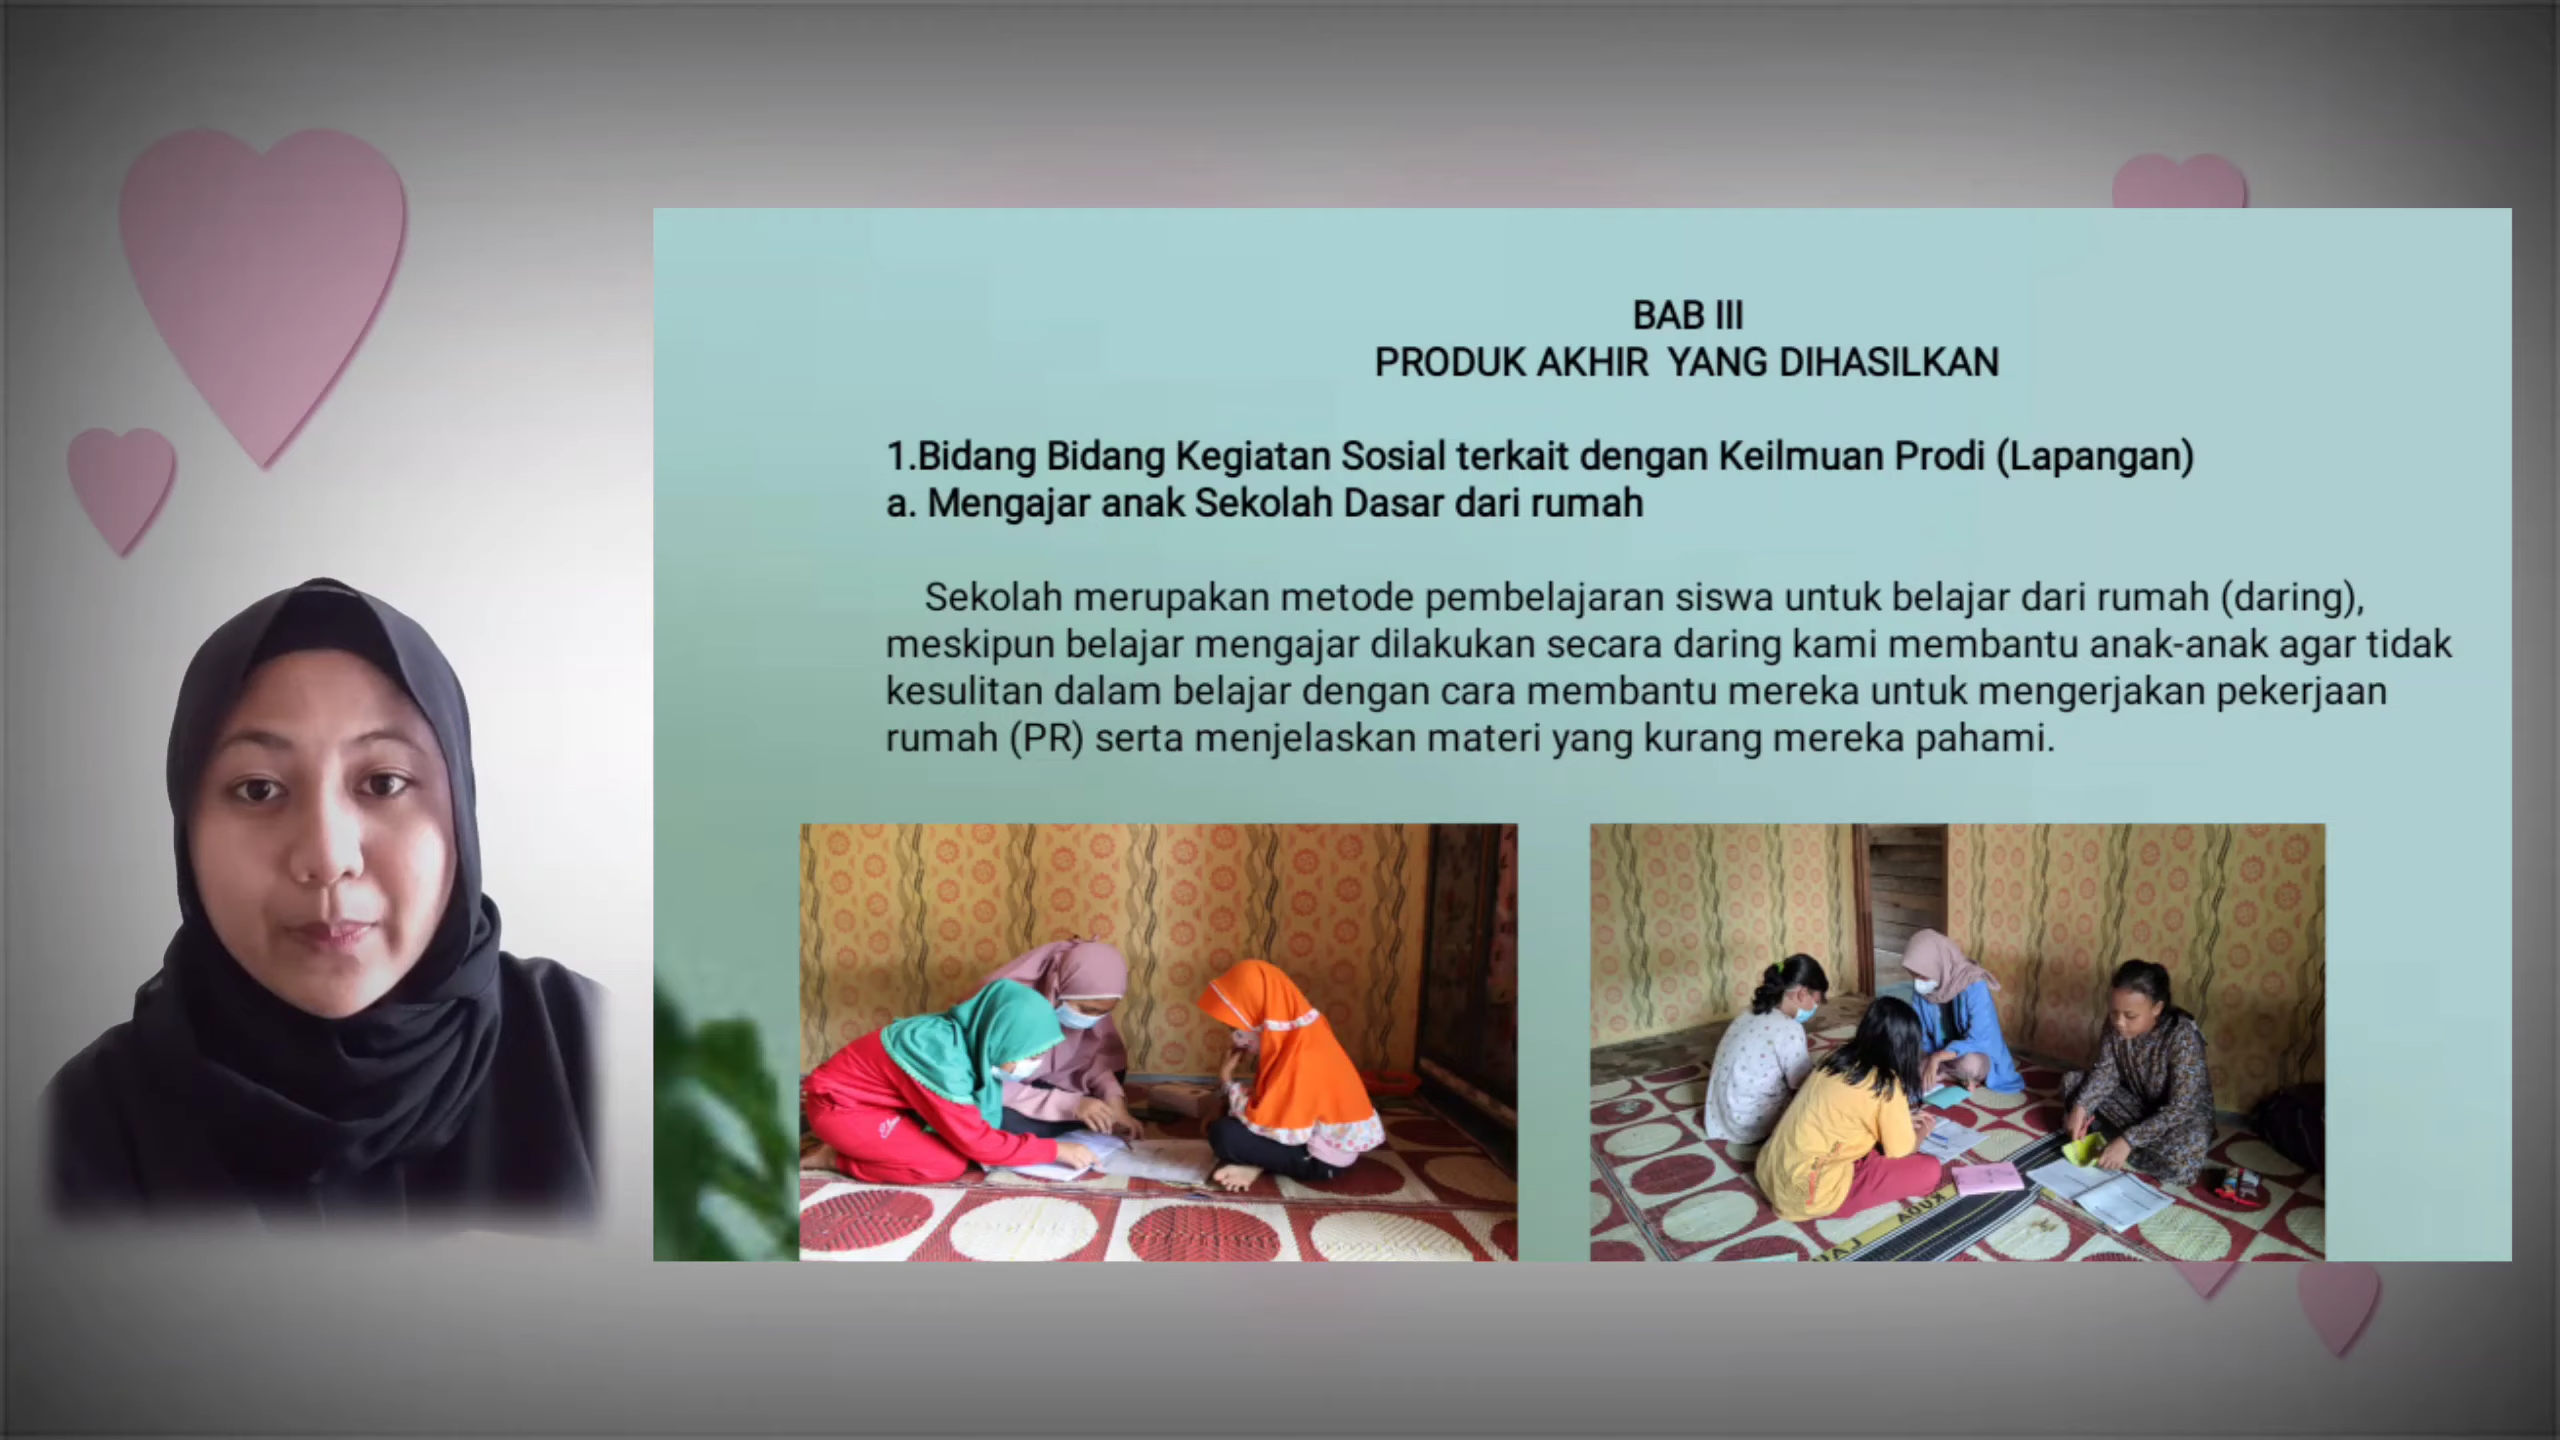 BAB III
PRODUK AKHIR YANG DIHASILKAN
1.Bidang Bidang Kegiatan Sosial terkait dengan Keilmuan Prodi (Lapangan)
a. Mengajar anak Sekolah Dasar dari rumah
Sekolah merupakan metode pembelajaran siswa untuk belajar dari rumah (daring),
meskipun belajar mengajar dilakukan secara daring kami membantu anak-anak agar tidak
kesulitan dalam belajar dengan cara membantu mereka untuk mengerjakan pekerjaan
rumah (PR) serta menjelaskan materi yang kurang mereka pahami.
KUDA